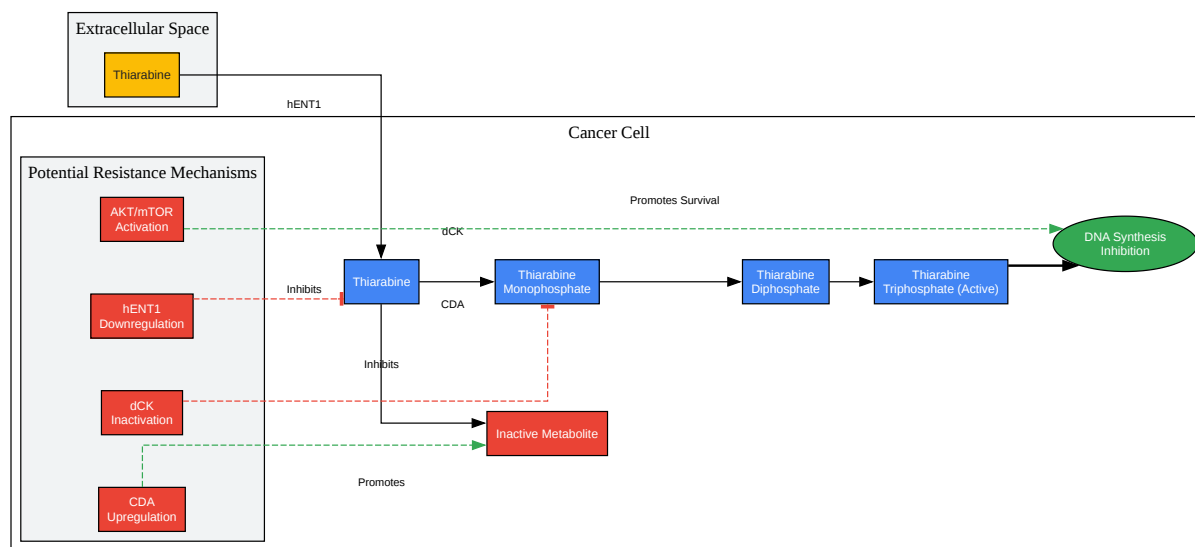 Extracellular Space
Thiarabine
hENT1
Cancer Cell
Potential Resistance Mechanisms
AKT/mTOR
Activation
Promotes Survival
dCK
DNA Synthesis
Inhibition
Thiarabine
Thiarabine
Monophosphate
Thiarabine
Diphosphate
Thiarabine
Triphosphate (Active)
Inhibits
CDA
hENT1
Downregulation
Inhibits
dCK
Inactivation
Inactive Metabolite
Promotes
CDA
Upregulation